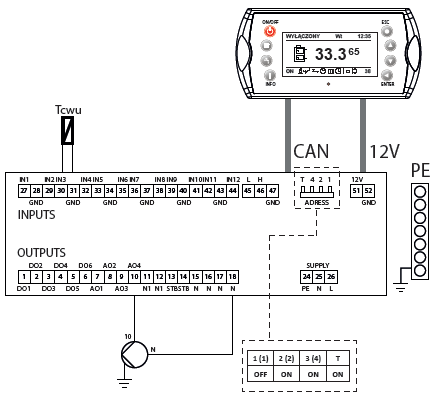 ON/OFF
ESC
WYŁĄCZONY WI 12:35
33.3 65
ON 36
INFO
ENTER
Tcwu
CAN
12V
PE
IN1 IN2 IN3 IN4 IN5 IN6 IN7 IN8 IN9 IN10 IN11 IN12 L H
T 4 2 1
12V
27 28 29 30 31 32 33 34 35 36 37 38 39 40 41 42 43 44 45 46 47
51 52
GND GND GND GND GND GND GND
ADRESS
GND
INPUTS
OUTPUTS
DO2 DO4 DO6 AO2 AO4
SUPPLY
1 2 3 4 5 6 7 8 9 10 11 12 13 14 15 16 17 18
24 25 26
DO1 DO3 DO5 AO1 AO3 N1 N1 STB STB N N N N
PE N L
10
N
1 (1) 2 (2) 3 (4) T
OFF ON ON ON